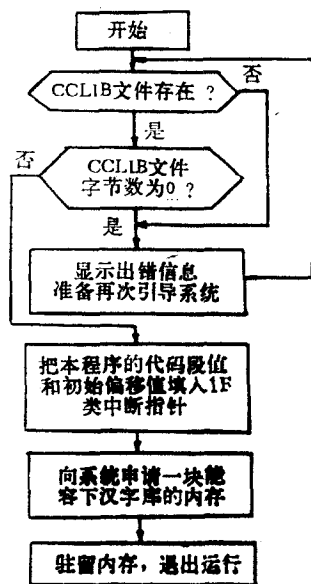 开始
CCL1B文件存在 ?
否
是
否
CCL1B文件
字节数为0 ?
是
显示出错信息
准备再次引导系统
把本程序的代码段值
和初始偏移值填入1F
类中断指针
向系统申请一块能
容下汉字库的内存
驻留内存，退出运行